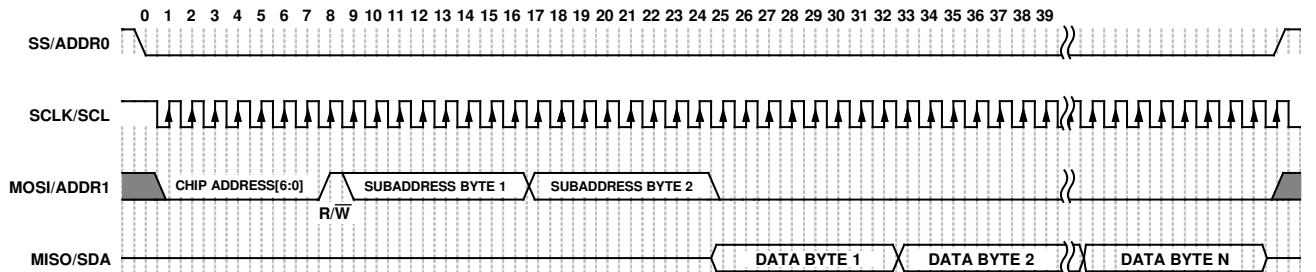 0 1 2 3 4 5 6 7 8 9 10 11 12 13 14 15 16 17 18 19 20 21 22 23 24 25 26 27 28 29 30 31 32 33 34 35 36 37 38 39
SS/ADDR0
SCLK/SCL
MOSI/ADDR1 CHIP ADDRESS[6:0] SUBADDRESS BYTE 1 SUBADDRESS BYTE 2
R/W̅
MISO/SDA DATA BYTE 1 DATA BYTE 2 DATA BYTE N